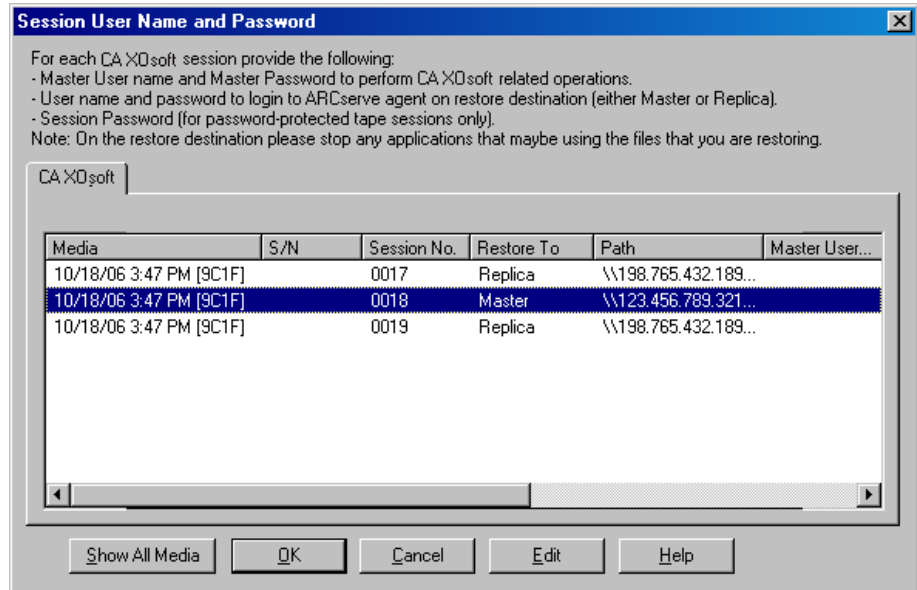 Session User Name and Password
For each CA XOsoft session provide the following:
- Master User name and Master Password to perform CA XOsoft related operations.
- User name and password to login to ARCserve agent on restore destination (either Master or Replica).
- Session Password (for password-protected tape sessions only).
Note: On the restore destination please stop any applications that maybe using the files that you are restoring.
CA XOsoft
Media S/N Session No. Restore To Path Master User...
10/18/06 3:47 PM [9C1F] 0017 Replica \\198.765.432.189...
10/18/06 3:47 PM [9C1F] 0018 Master \\123.456.789.321...
10/18/06 3:47 PM [9C1F] 0019 Replica \\198.765.432.189...
Show All Media OK Cancel Edit Help